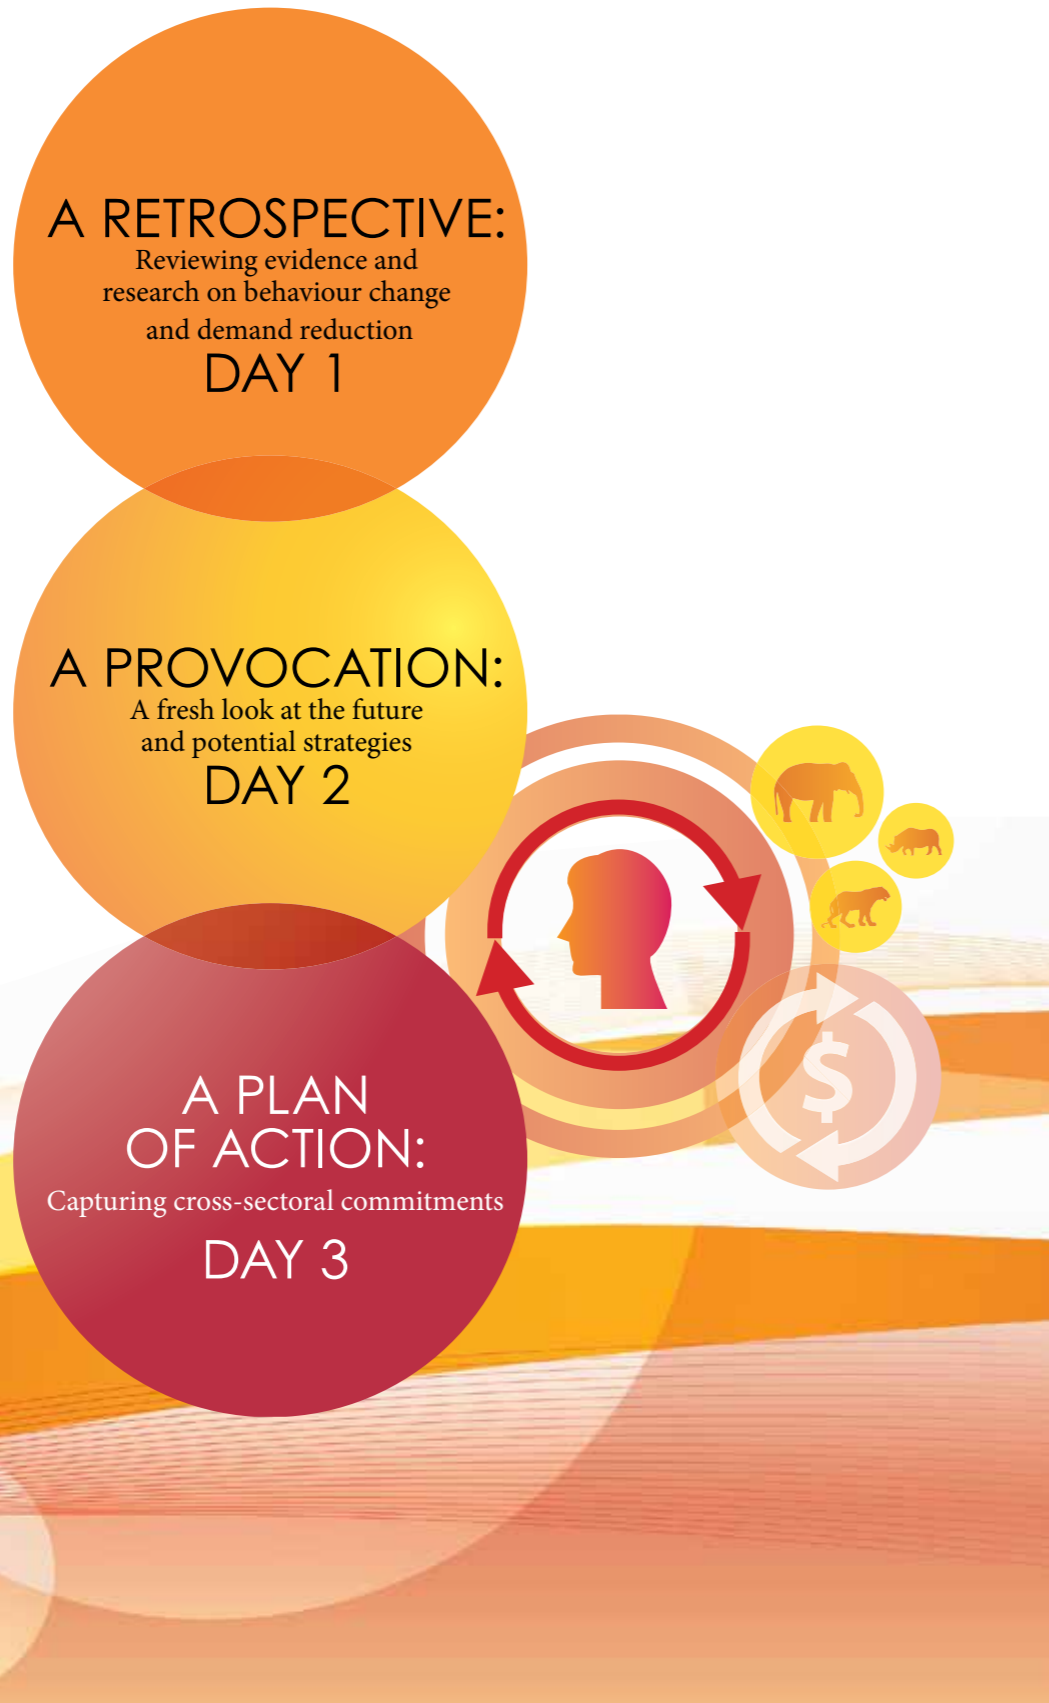 A RETROSPECTIVE:
Reviewing evidence and
research on behaviour change
and demand reduction
DAY 1
A PROVOCATION:
A fresh look at the future
and potential strategies
DAY 2
A PLAN
OF ACTION:
Capturing cross-sectoral commitments
DAY 3
$